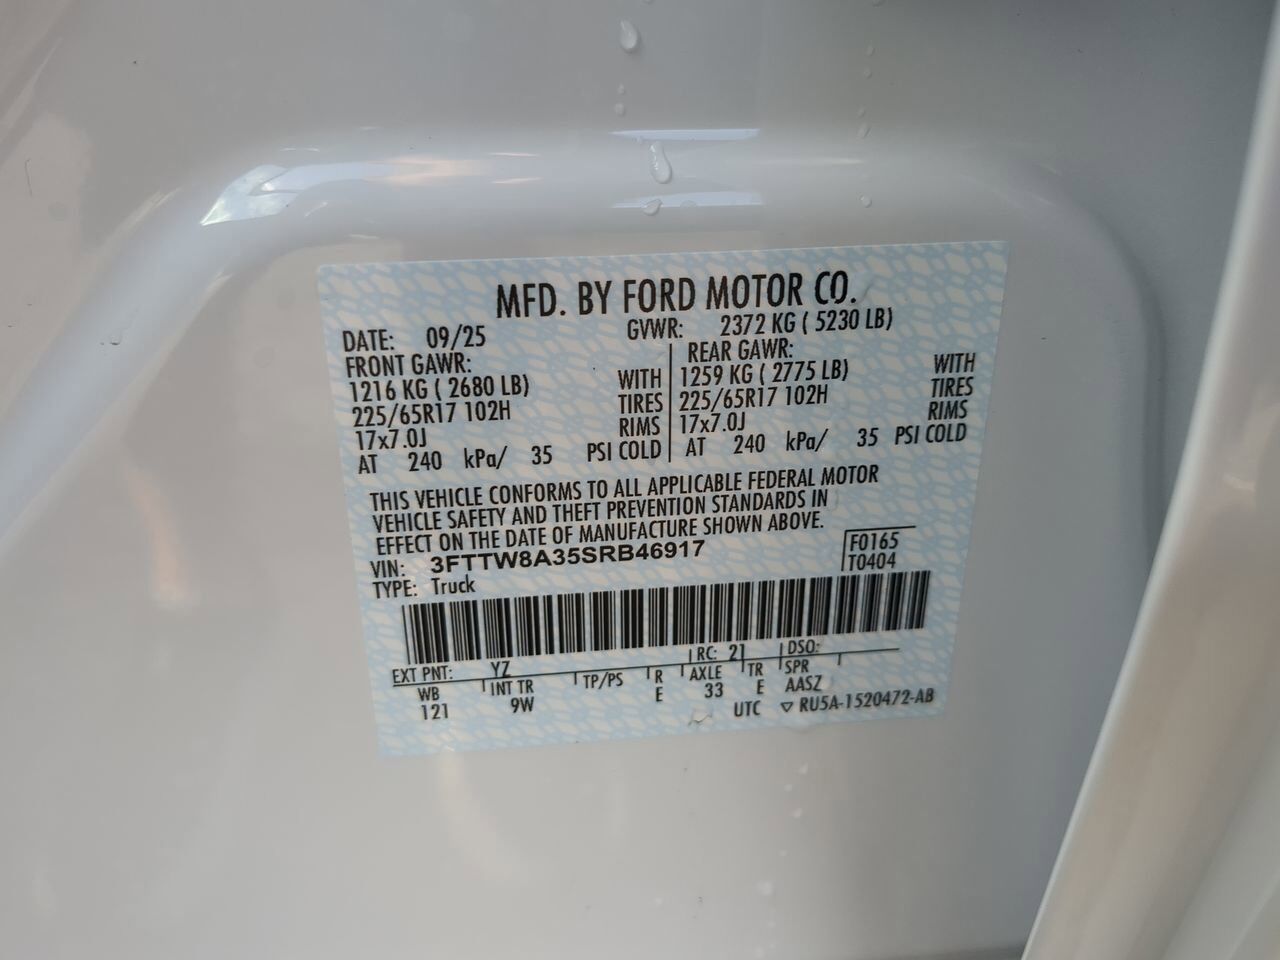 MFD. BY FORD MOTOR CO.
DATE: 09/25 GVWR: 2372 KG ( 5230 LB)
FRONT GAWR: REAR GAWR:
1216 KG ( 2680 LB) WITH 1259 KG ( 2775 LB) WITH
225/65R17 102H TIRES 225/65R17 102H TIRES
17x7.0J RIMS 17x7.0J RIMS
AT 240 kPa/ 35 PSI COLD AT 240 kPa/ 35 PSI COLD
THIS VEHICLE CONFORMS TO ALL APPLICABLE FEDERAL MOTOR
VEHICLE SAFETY AND THEFT PREVENTION STANDARDS IN
EFFECT ON THE DATE OF MANUFACTURE SHOWN ABOVE.
VIN: 3FTTW8A35SRB46917 F0165
TYPE: Truck T0404
EXT PNT: YZ RC: 21 DSO:
WB INT TR TP/PS R AXLE TR SPR
121 9W E 33 E AASZ
UTC ▽ RU5A-1520472-AB